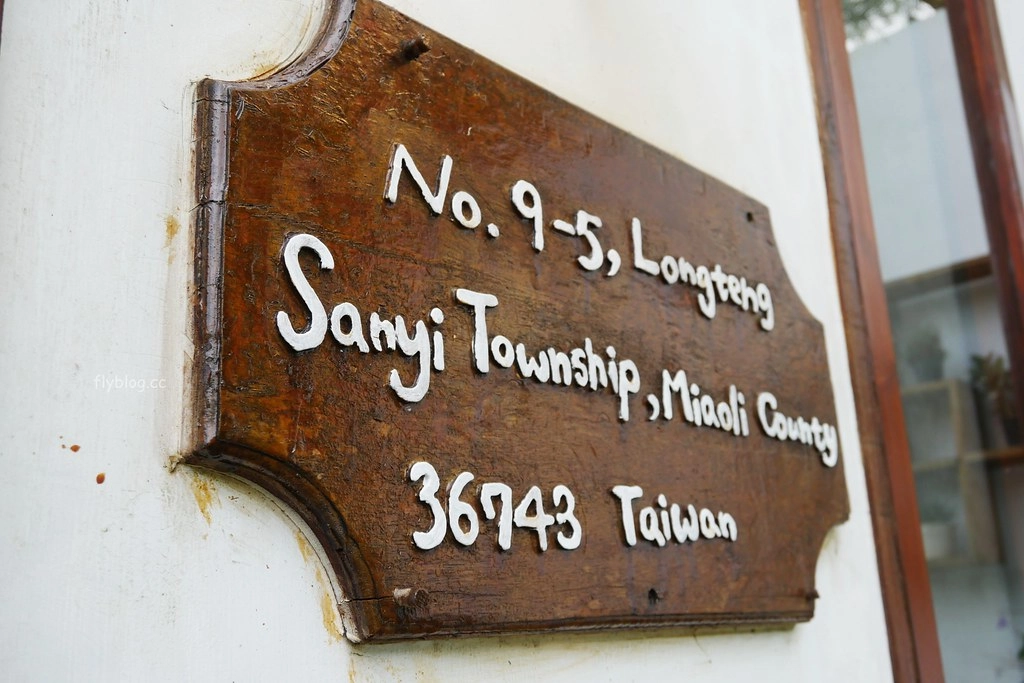 No. 9-5, Longteng
Sanyi Township, Miaoli County
36743 Taiwan
flyblog.cc